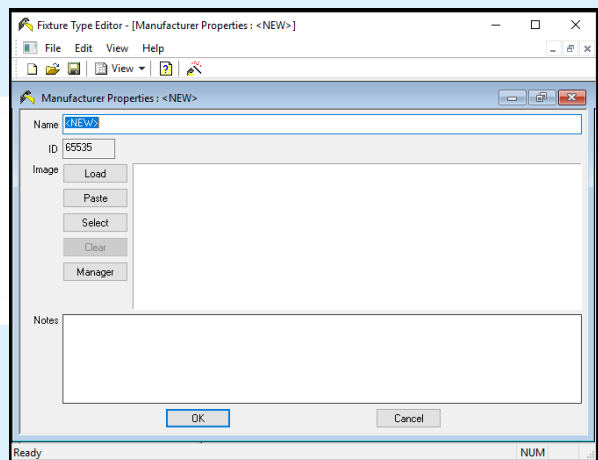 Fixture Type Editor - [Manufacturer Properties : <NEW>]
File Edit View Help
View
Manufacturer Properties : <NEW>
Name <NEW>
ID 65535
Image Load
Paste
Select
Clear
Manager
Notes
OK Cancel
Ready NUM